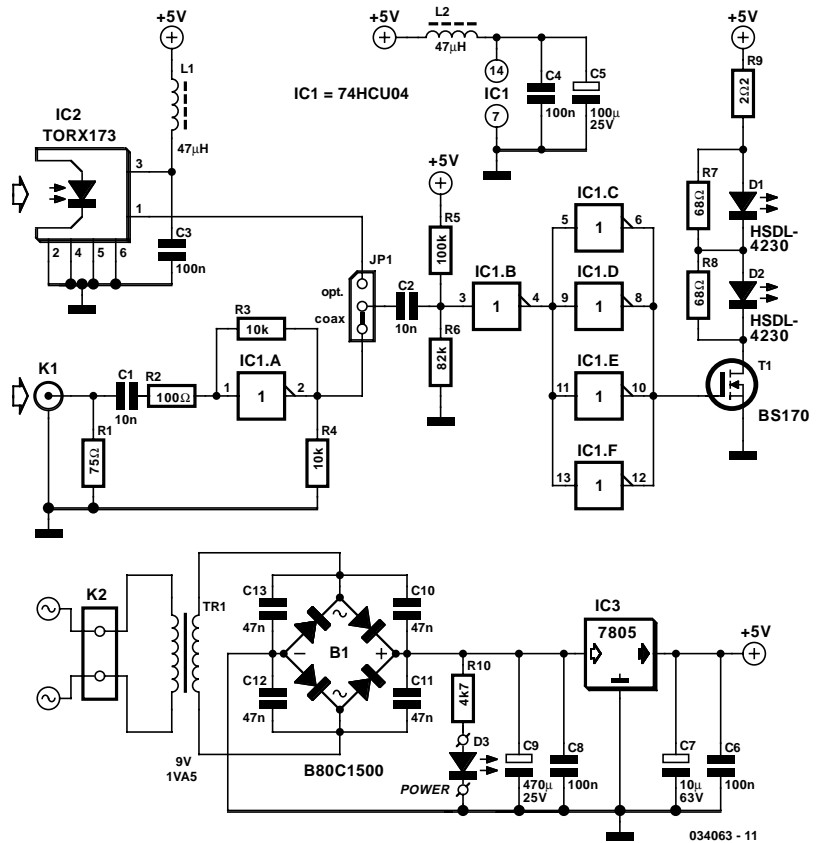 +5V
L1
47μH
IC2
TORX173
3
1
2 4 5 6
C3
100n
+5V
L2
47μH
IC1 = 74HCU04
14
IC1
7
C4
100n
C5
100μ
25V
+5V
R9
2Ω2
R7
68Ω
D1
HSDL-
4230
R8
68Ω
D2
HSDL-
4230
T1
BS170
+5V
R5
100k
JP1
opt.
coax
C2
10n
R6
82k
IC1.B
3 1 4
IC1.C
5 1 6
IC1.D
9 1 8
IC1.E
11 1 10
IC1.F
13 1 12
R3
10k
K1
C1
10n
R2
100Ω
IC1.A
1 1 2
R1
75Ω
R4
10k
K2
TR1
9V
1VA5
C13
47n
C10
47n
B1
~
~
–
+
C12
47n
C11
47n
B80C1500
R10
4k7
D3
POWER
C9
470μ
25V
C8
100n
IC3
7805
C7
10μ
63V
C6
100n
+5V
034063 - 11